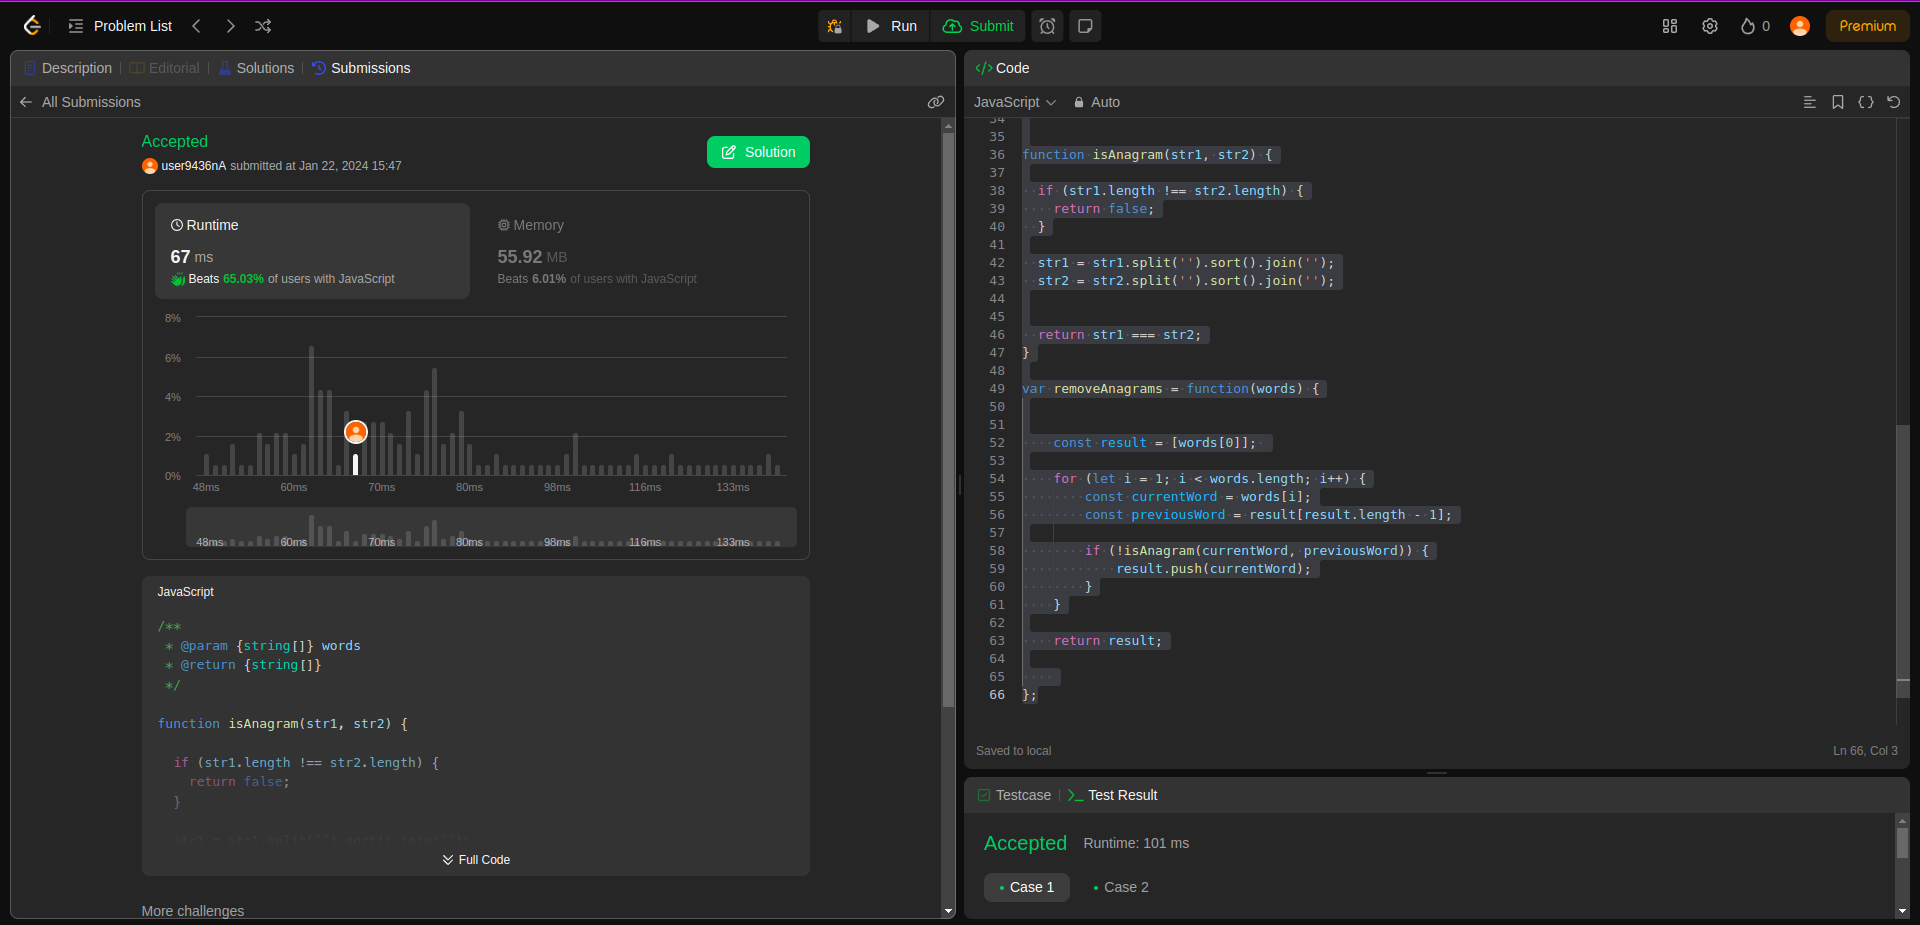 Problem List
Run
Submit
0
Premium
Description
Editorial
Solutions
Submissions
All Submissions
Accepted
user9436nA submitted at Jan 22, 2024 15:47
Solution
Runtime
67 ms
Beats 65.03% of users with JavaScript
Memory
55.92 MB
Beats 6.01% of users with JavaScript
8%
6%
4%
2%
0%
48ms 60ms 70ms 80ms 98ms 116ms 133ms
48ms 60ms 70ms 80ms 98ms 116ms 133ms
JavaScript
/**
 * @param {string[]} words
 * @return {string[]}
 */
function isAnagram(str1, str2) {
  if (str1.length !== str2.length) {
    return false;
  }
  str1 = str1.split('').sort().join('');
Full Code
More challenges
</> Code
JavaScript
Auto
34
35
36 function isAnagram(str1, str2) {
37
38   if (str1.length !== str2.length) {
39     return false;
40   }
41
42   str1 = str1.split('').sort().join('');
43   str2 = str2.split('').sort().join('');
44
45
46   return str1 === str2;
47 }
48
49 var removeAnagrams = function(words) {
50
51
52     const result = [words[0]];
53
54     for (let i = 1; i < words.length; i++) {
55         const currentWord = words[i];
56         const previousWord = result[result.length - 1];
57
58         if (!isAnagram(currentWord, previousWord)) {
59             result.push(currentWord);
60         }
61     }
62
63     return result;
64
65
66 };
Saved to local
Ln 66, Col 3
Testcase
Test Result
Accepted
Runtime: 101 ms
• Case 1
• Case 2